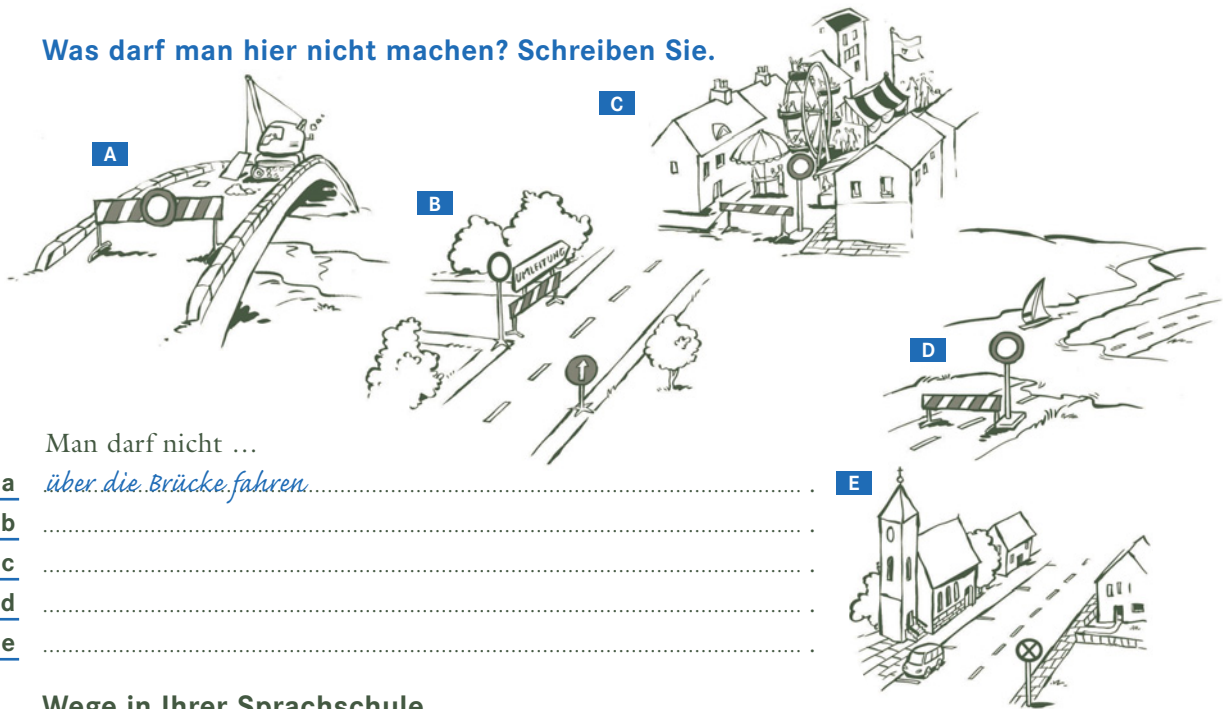 Was darf man hier nicht machen? Schreiben Sie.
C
A
B
UMLEITUNG
D
Man darf nicht ...
a über die Brücke fahren .
E
b .
c .
d .
e .
Wege in Ihrer Sprachschule